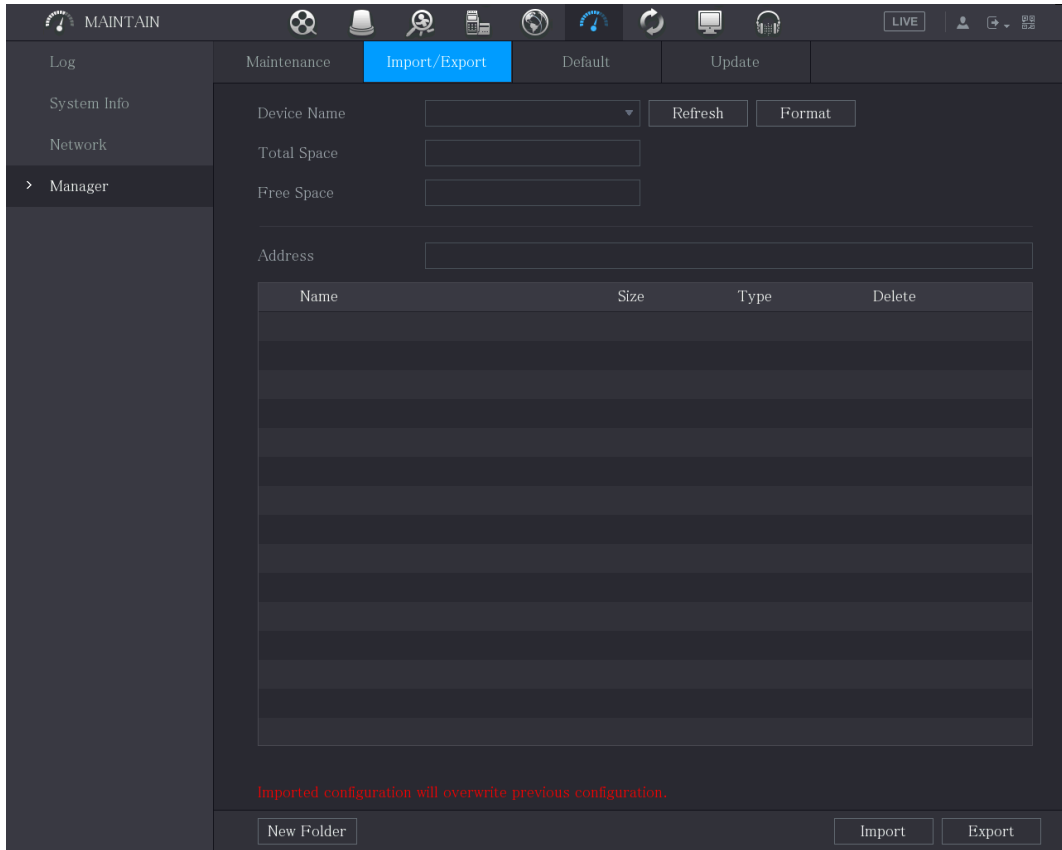 MAINTAIN LIVE
Log
System Info
Network
Manager
Maintenance Import/Export Default Update
Device Name Refresh Format
Total Space
Free Space
Address
Name Size Type Delete
Imported configuration will overwrite previous configuration.
New Folder Import Export